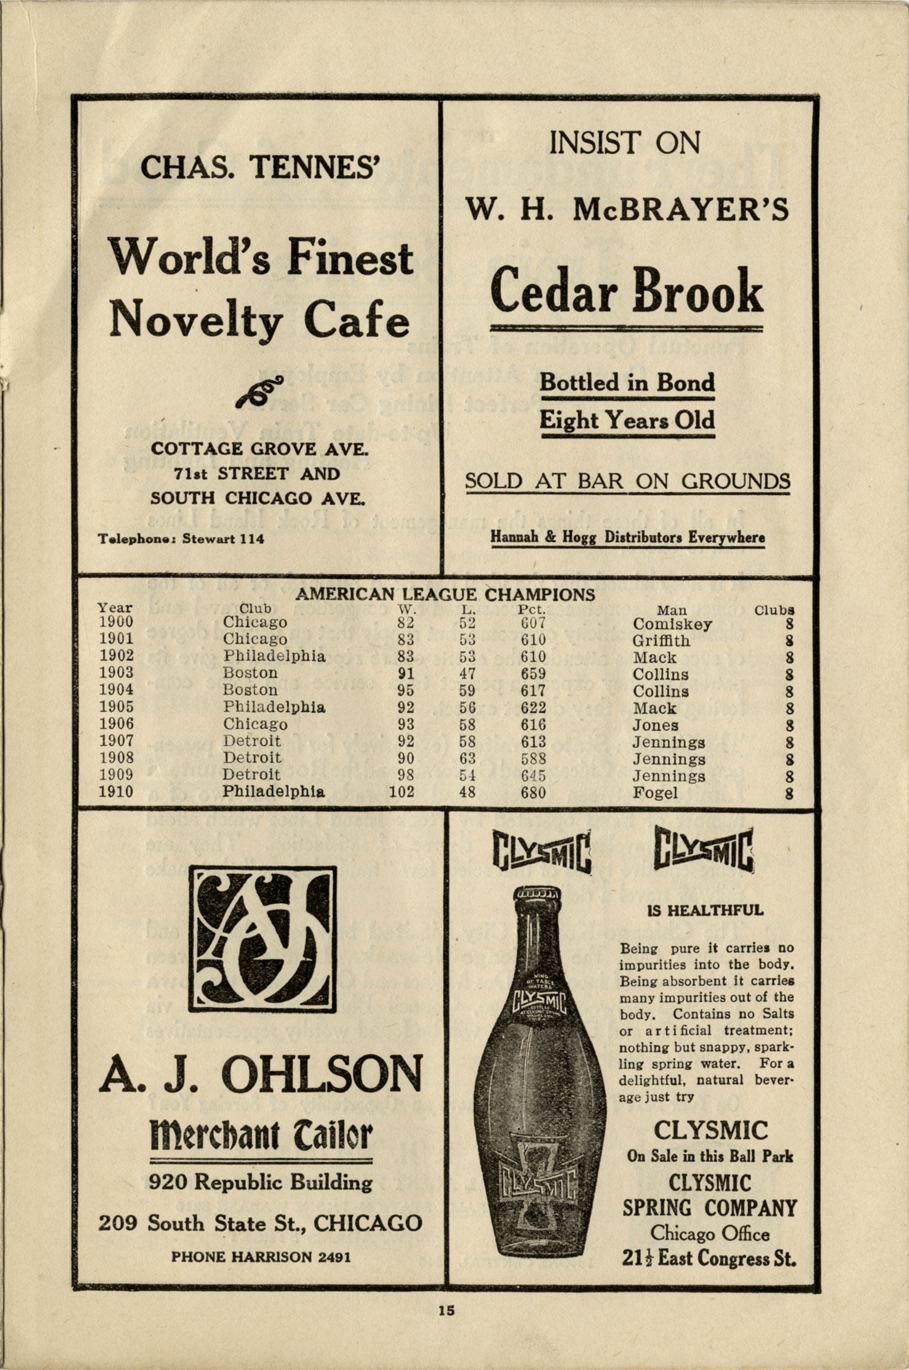 CHAS. TENNES'
World's Finest
Novelty Cafe
COTTAGE GROVE AVE.
71st STREET AND
SOUTH CHICAGO AVE.
Telephone: Stewart 114
INSIST ON
W. H. McBRAYER'S
Cedar Brook
Bottled in Bond
Eight Years Old
SOLD AT BAR ON GROUNDS
Hannah & Hogg Distributors Everywhere
AMERICAN LEAGUE CHAMPIONS
Year Club W. L. Pct. Man Clubs
1900 Chicago 82 52 607 Comiskey 8
1901 Chicago 83 53 610 Griffith 8
1902 Philadelphia 83 53 610 Mack 8
1903 Boston 91 47 659 Collins 8
1904 Boston 95 59 617 Collins 8
1905 Philadelphia 92 56 622 Mack 8
1906 Chicago 93 58 616 Jones 8
1907 Detroit 92 58 613 Jennings 8
1908 Detroit 90 63 588 Jennings 8
1909 Detroit 98 54 645 Jennings 8
1910 Philadelphia 102 48 680 Fogel 8
AJO
A. J. OHLSON
Merchant Tailor
920 Republic Building
209 South State St., CHICAGO
PHONE HARRISON 2491
CLYSMIC CLYSMIC
IS HEALTHFUL
Being pure it carries no
impurities into the body.
Being absorbent it carries
many impurities out of the
body. Contains no Salts
or artificial treatment;
nothing but snappy, spark-
ling spring water. For a
delightful, natural bever-
age just try
CLYSMIC
On Sale in this Ball Park
CLYSMIC
SPRING COMPANY
Chicago Office
21½ East Congress St.
KING
OF TABLE
WATERS
CLYSMIC
CLYSMIC
15